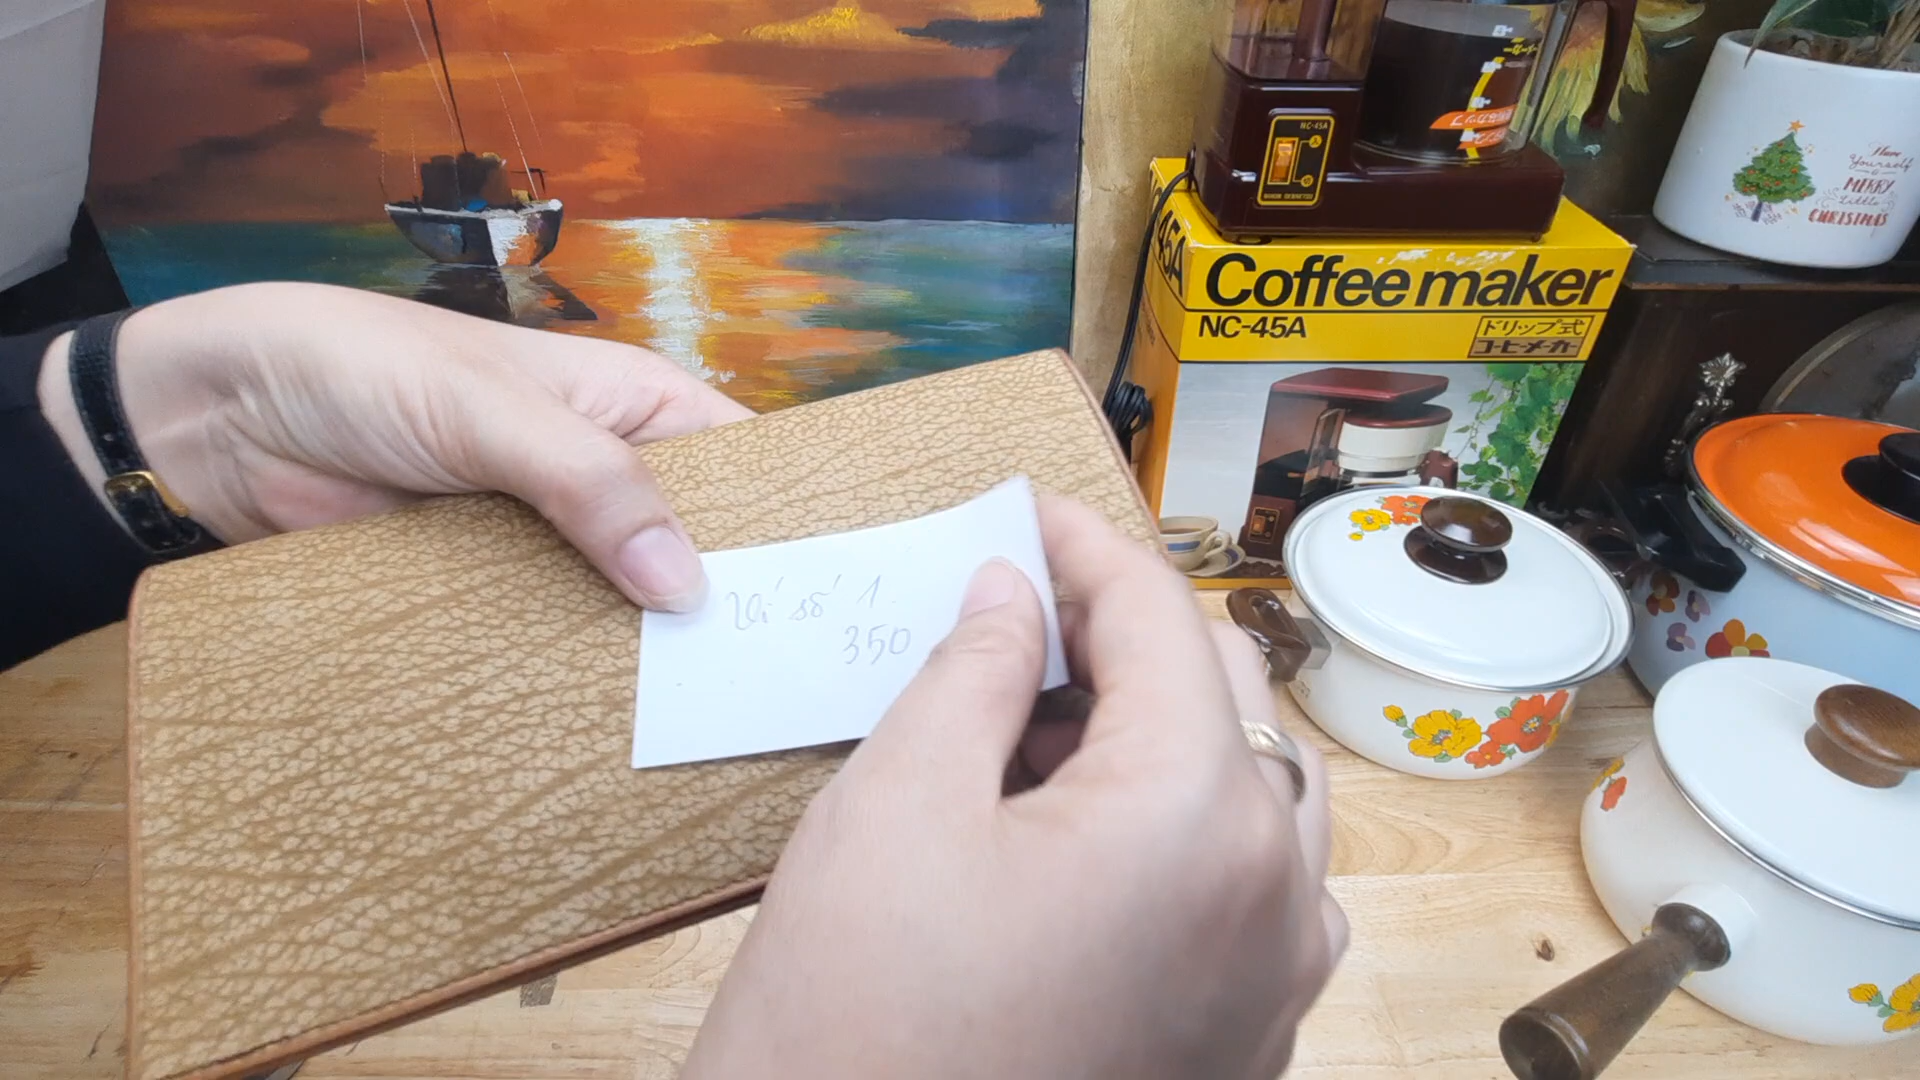 Ví số 1.
350
NC-45A
45A
Coffee maker
NC-45A
ドリップ式
コーヒーメーカー
Have
Yourself
a
MERRY
Little
CHRISTMAS